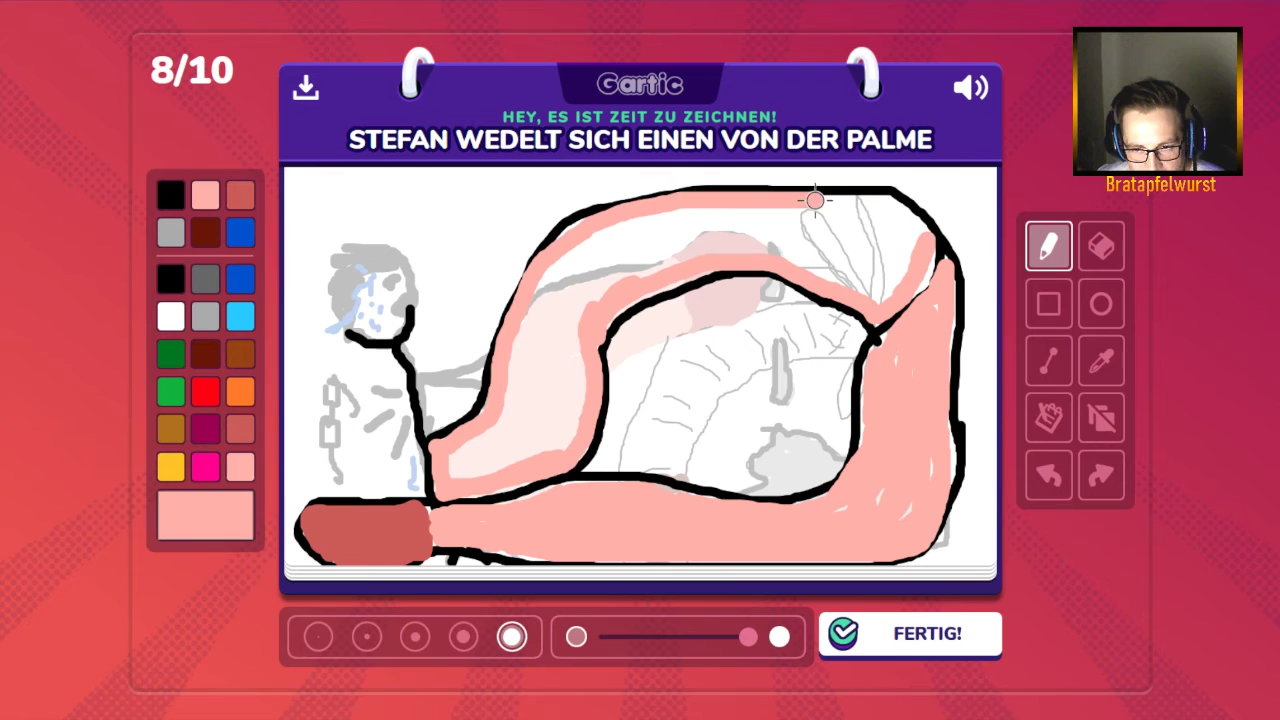 8/10
Gartic
HEY, ES IST ZEIT ZU ZEICHNEN!
STEFAN WEDELT SICH EINEN VON DER PALME
Bratapfelwurst
FERTIG!